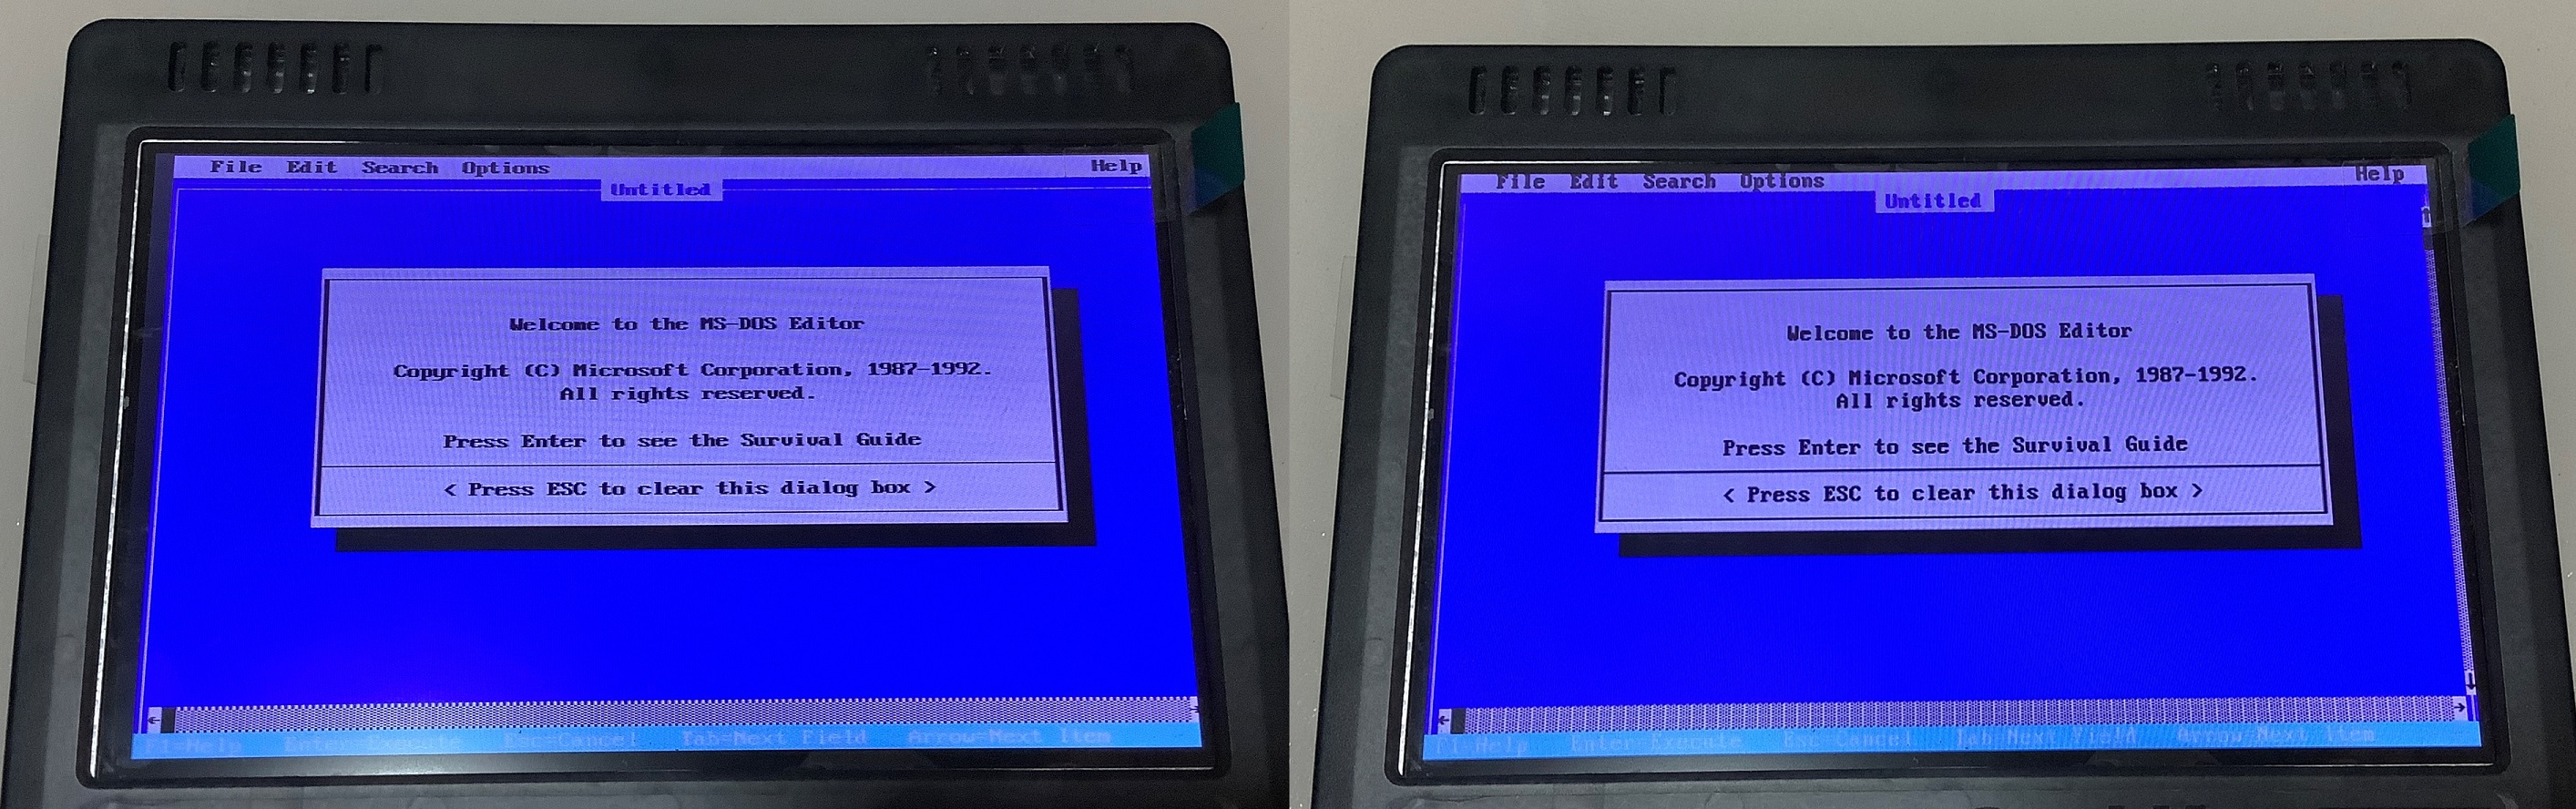 File Edit Search Options Help
Untitled
Welcome to the MS-DOS Editor
Copyright (C) Microsoft Corporation, 1987-1992.
All rights reserved.
Press Enter to see the Survival Guide
< Press ESC to clear this dialog box >
F1=Help Enter=Execute Esc=Cancel Tab=Next Field Arrow=Next Item
File Edit Search Options Help
Untitled
Welcome to the MS-DOS Editor
Copyright (C) Microsoft Corporation, 1987-1992.
All rights reserved.
Press Enter to see the Survival Guide
< Press ESC to clear this dialog box >
F1=Help Enter=Execute Esc=Cancel Tab=Next Field Arrow=Next Item